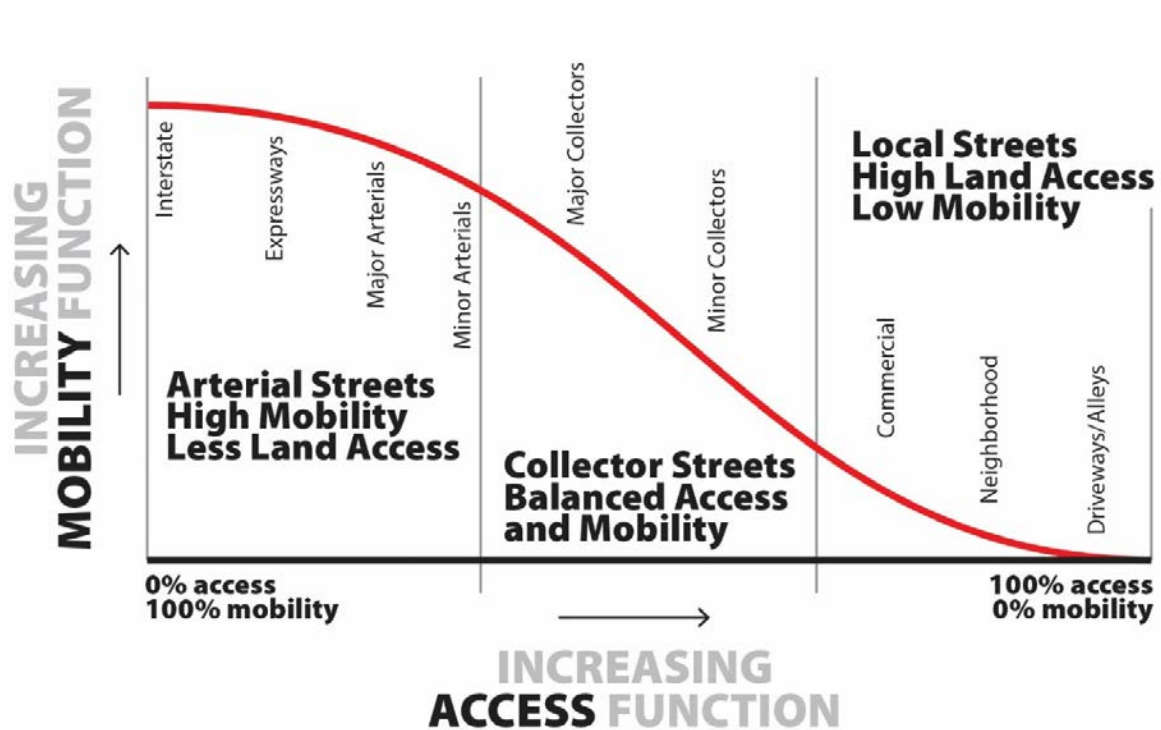 INCREASING
MOBILITY FUNCTION
Interstate
Expressways
Major Arterials
Minor Arterials
Arterial Streets
High Mobility
Less Land Access
Major Collectors
Minor Collectors
Collector Streets
Balanced Access
and Mobility
Local Streets
High Land Access
Low Mobility
Commercial
Neighborhood
Driveways/Alleys
0% access
100% mobility
100% access
0% mobility
INCREASING
ACCESS FUNCTION